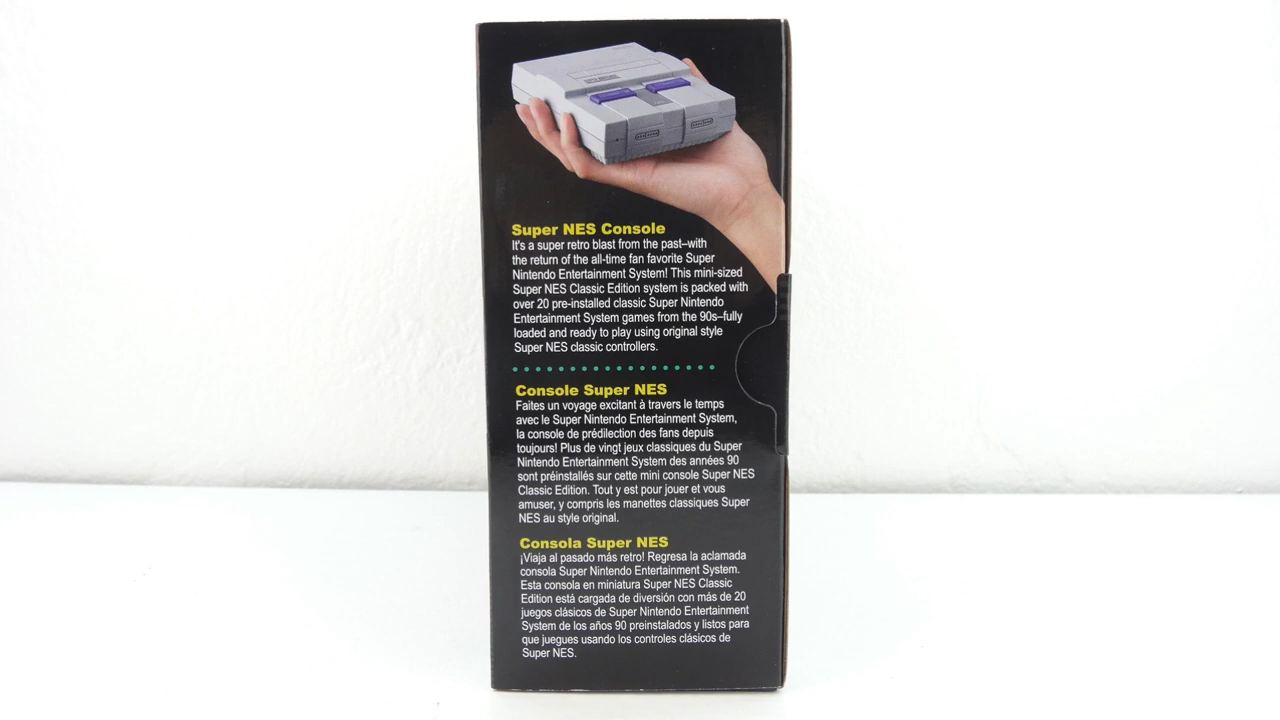 Super NES Console
It's a super retro blast from the past–with
the return of the all-time fan favorite Super
Nintendo Entertainment System! This mini-sized
Super NES Classic Edition system is packed with
over 20 pre-installed classic Super Nintendo
Entertainment System games from the 90s–fully
loaded and ready to play using original style
Super NES classic controllers.
Console Super NES
Faites un voyage excitant à travers le temps
avec le Super Nintendo Entertainment System,
la console de prédilection des fans depuis
toujours! Plus de vingt jeux classiques du Super
Nintendo Entertainment System des années 90
sont préinstallés sur cette mini console Super NES
Classic Edition. Tout y est pour jouer et vous
amuser, y compris les manettes classiques Super
NES au style original.
Consola Super NES
¡Viaja al pasado más retro! Regresa la aclamada
consola Super Nintendo Entertainment System.
Esta consola en miniatura Super NES Classic
Edition está cargada de diversión con más de 20
juegos clásicos de Super Nintendo Entertainment
System de los años 90 preinstalados y listos para
que juegues usando los controles clásicos de
Super NES.